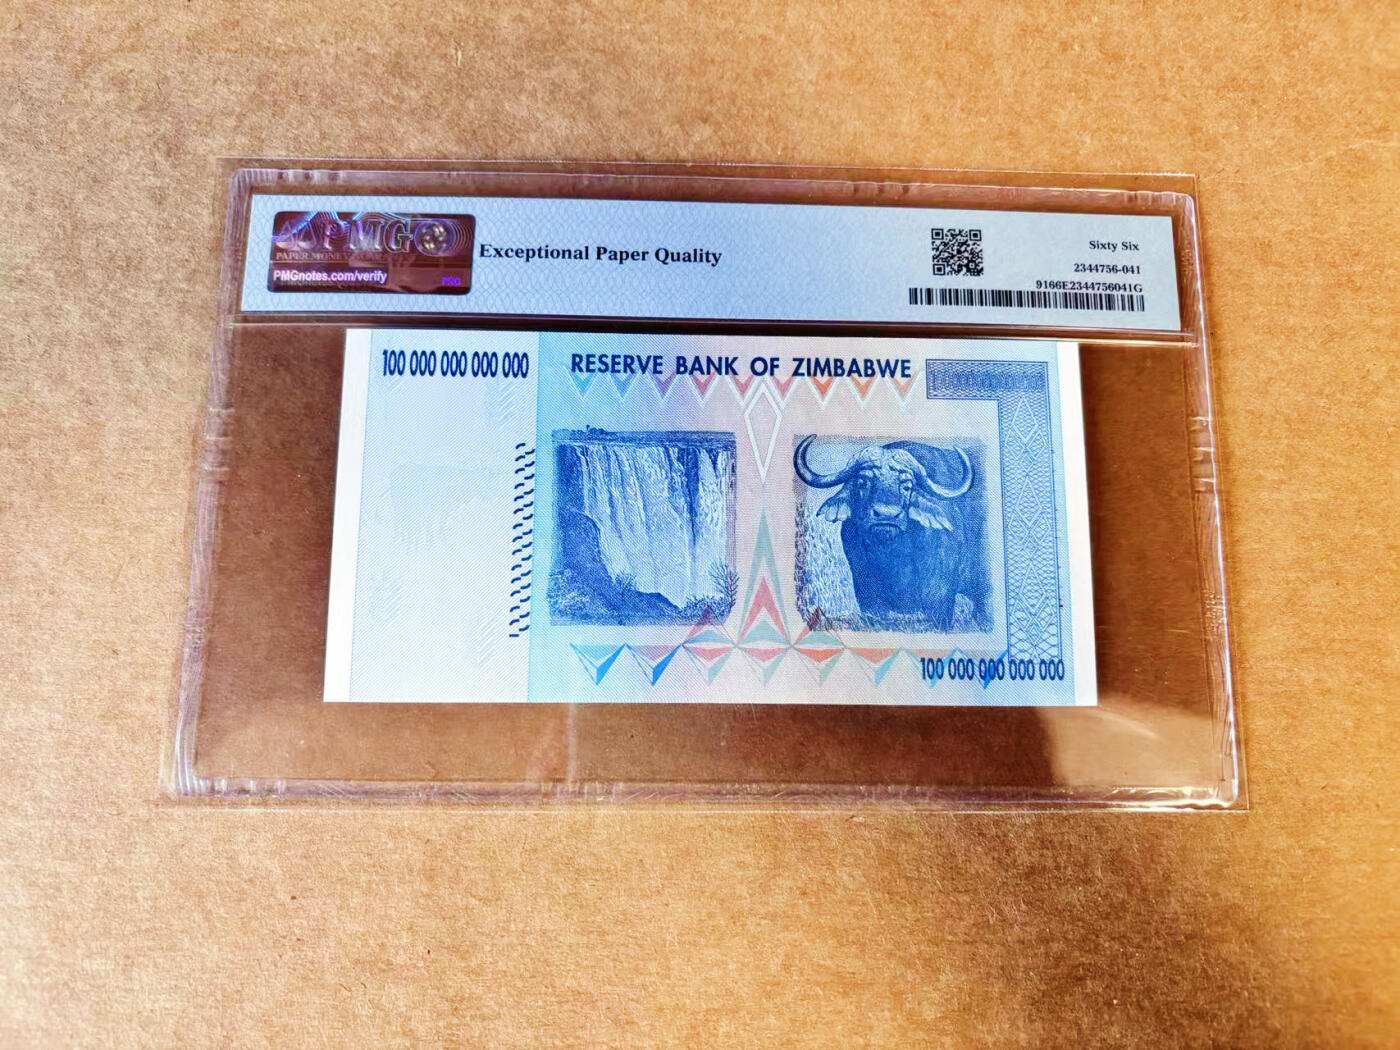 PMG
PAPER MONEY
PMGnotes.com/verify
PMG
Exceptional Paper Quality
Sixty Six
2344756-041
9166E2344756041G
100 000 000 000 000
RESERVE BANK OF ZIMBABWE
100 000 000 000 000